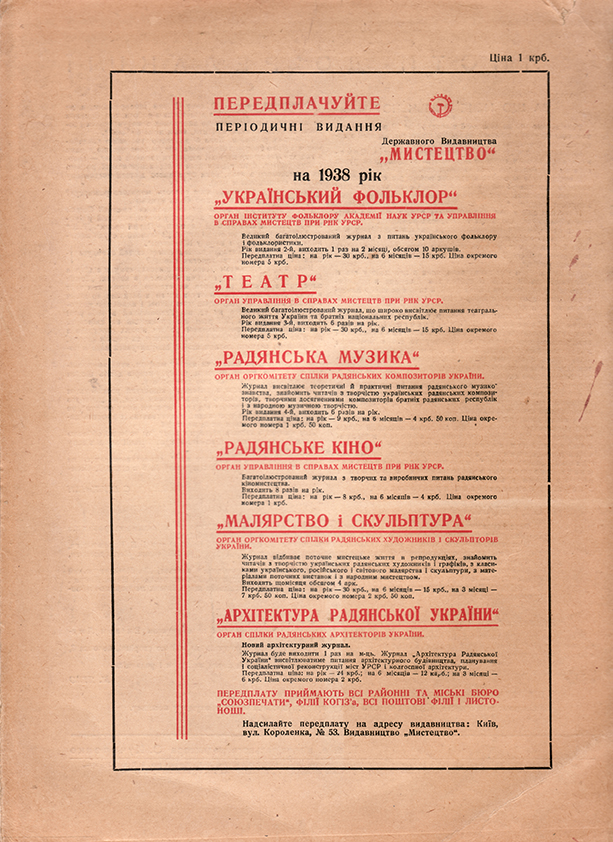 Ціна 1 крб.
ПЕРЕДПЛАЧУЙТЕ
ПЕРІОДИЧНІ ВИДАННЯ
Державного Видавництва
„МИСТЕЦТВО“
на 1938 рік
„УКРАЇНСЬКИЙ ФОЛЬКЛОР“
ОРГАН ІНСТИТУТУ ФОЛЬКЛОРУ АКАДЕМІЇ НАУК УРСР ТА УПРАВЛІННЯ
В СПРАВАХ МИСТЕЦТВ ПРИ РНК УРСР.
Великий багатоілюстрований журнал з питань українського фольклору
і фольклористики.
Рік видання 2-й, виходить 1 раз на 2 місяці, обсягом 10 аркушів.
Передплатна ціна: на рік — 30 крб., на 6 місяців — 15 крб. Ціна окремого
номера 5 крб.
„ТЕАТР“
ОРГАН УПРАВЛІННЯ В СПРАВАХ МИСТЕЦТВ ПРИ РНК УРСР.
Великий багатоілюстрований журнал, що широко висвітлює питання театраль-
ного життя України та братніх національних республік.
Рік видання 3-й, виходить 6 разів на рік.
Передплатна ціна: на рік — 30 крб., на 6 місяців — 15 крб. Ціна окремого
номера 5 крб.
„РАДЯНСЬКА МУЗИКА“
ОРГАН ОРГКОМІТЕТУ СПІЛКИ РАДЯНСЬКИХ КОМПОЗИТОРІВ УКРАЇНИ.
Журнал висвітлює теоретичні й практичні питання радянського музико-
знавства, знайомить читачів з творчістю українських радянських компози-
торів, творчими досягненнями композиторів братніх радянських республік
і з народною музичною творчістю.
Рік видання 4-й, виходить 6 разів на рік.
Передплатна ціна: на рік — 9 крб., на 6 місяців — 4 крб. 50 коп. Ціна окре-
мого номера 1 крб. 50 коп.
„РАДЯНСЬКЕ КІНО“
ОРГАН УПРАВЛІННЯ В СПРАВАХ МИСТЕЦТВ ПРИ РНК УРСР.
Багатоілюстрований журнал з творчих та виробничих питань радянського
кіномистецтва.
Виходить 8 разів на рік.
Передплатна ціна: на рік — 8 крб., на 6 місяців — 4 крб. Ціна окремого
номера 1 крб.
„МАЛЯРСТВО і СКУЛЬПТУРА“
ОРГАН ОРГКОМІТЕТУ СПІЛКИ РАДЯНСЬКИХ ХУДОЖНИКІВ І СКУЛЬПТОРІВ
УКРАЇНИ.
Журнал відбиває поточне мистецьке життя в репродукціях, знайомить
читачів з творчістю українських радянських художників і графіків, з класи-
ками українського, російського і світового малярства і скульптури, з мате-
ріалами поточних виставок і з народним мистецтвом.
Виходить щомісяця обсягом 4 арк.
Передплатна ціна: на рік — 30 крб., на 6 місяців — 15 крб., на 3 місяці —
7 крб. 50 коп. Ціна окремого номера 2 крб. 50 коп.
„АРХІТЕКТУРА РАДЯНСЬКОЇ УКРАЇНИ“
ОРГАН СПІЛКИ РАДЯНСЬКИХ АРХІТЕКТОРІВ УКРАЇНИ.
Новий архітектурний журнал.
Журнал буде виходити 1 раз на м-ць. Журнал „Архітектура Радянської
України“ висвітлюватиме питання архітектурного будівництва, планування
і соціалістичної реконструкції міст УРСР і колгоспної архітектури.
Передплатна ціна: на рік — 24 крб.; на 6 місяців — 12 крб.; на 3 місяці —
6 крб. Ціна окремого номера 2 крб.
ПЕРЕДПЛАТУ ПРИЙМАЮТЬ ВСІ РАЙОННІ ТА МІСЬКІ БЮРО
„СОЮЗПЕЧАТИ“, ФІЛІЇ КОГІЗ'а, ВСІ ПОШТОВІ ФІЛІЇ І ЛИСТО-
НОШІ.
Надсилайте передплату на адресу видавництва: Київ,
вул. Короленка, № 53. Видавництво „Мистецтво“.